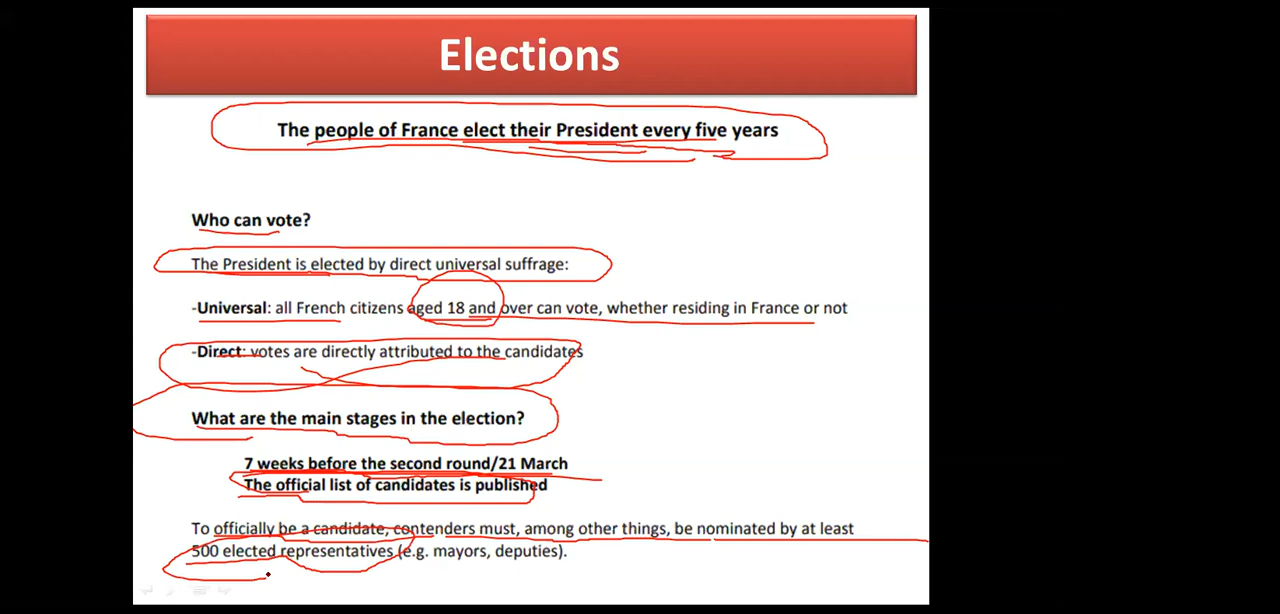 Elections
The people of France elect their President every five years
Who can vote?
The President is elected by direct universal suffrage:
-Universal: all French citizens aged 18 and over can vote, whether residing in France or not
-Direct: votes are directly attributed to the candidates
What are the main stages in the election?
7 weeks before the second round/21 March
The official list of candidates is published
To officially be a candidate, contenders must, among other things, be nominated by at least
500 elected representatives (e.g. mayors, deputies).